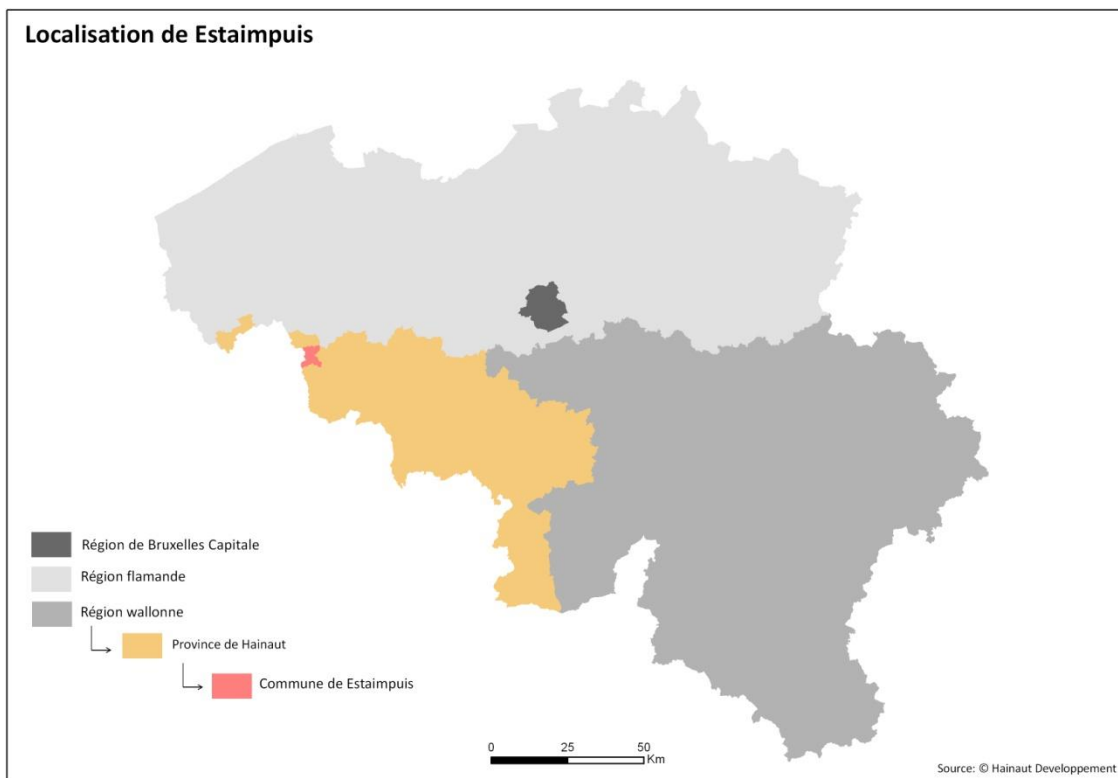 Localisation de Estaimpuis
Région de Bruxelles Capitale
Région flamande
Région wallonne
Province de Hainaut
Commune de Estaimpuis
0 25 50
Km
Source: © Hainaut Developpement